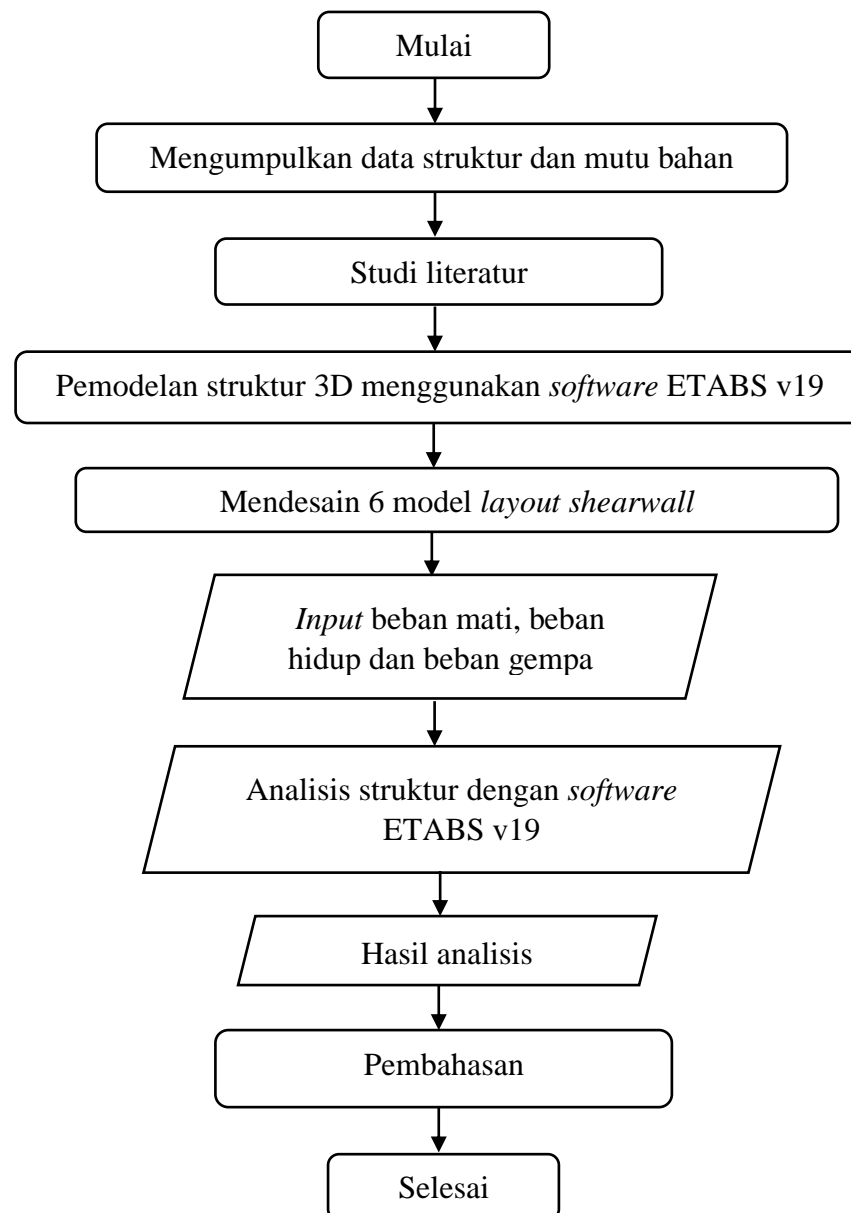 Mulai
Mengumpulkan data struktur dan mutu bahan
Studi literatur
Pemodelan struktur 3D menggunakan software ETABS v19
Mendesain 6 model layout shearwall
Input beban mati, beban
hidup dan beban gempa
Analisis struktur dengan software
ETABS v19
Hasil analisis
Pembahasan
Selesai